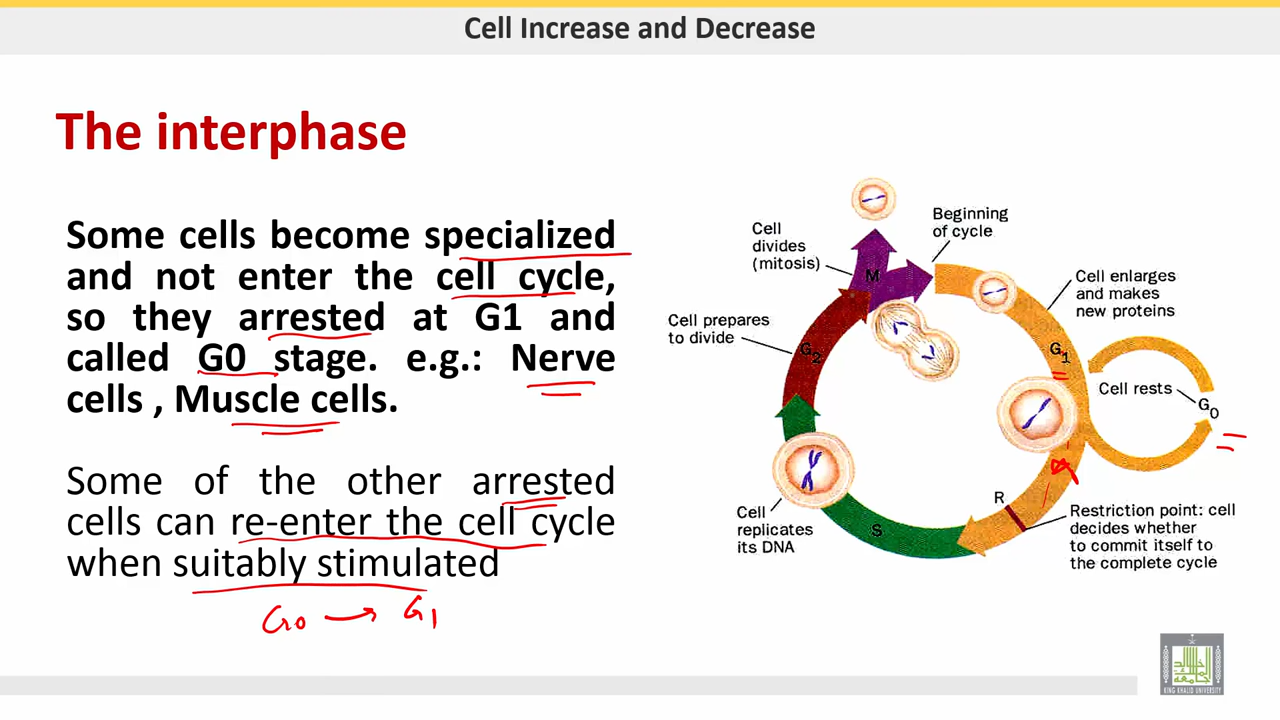 Cell Increase and Decrease
The interphase
Some cells become specialized
and not enter the cell cycle,
so they arrested at G1 and
called G0 stage. e.g.: Nerve
cells , Muscle cells.
Some of the other arrested
cells can re-enter the cell cycle
when suitably stimulated
G0 → G1
Cell
divides
(mitosis)
Beginning
of cycle
M
Cell enlarges
and makes
new proteins
Cell prepares
to divide
G2
G1
Cell rests
G0
R
Restriction point: cell
decides whether
to commit itself to
the complete cycle
Cell
replicates
its DNA
S
KING KHALID UNIVERSITY